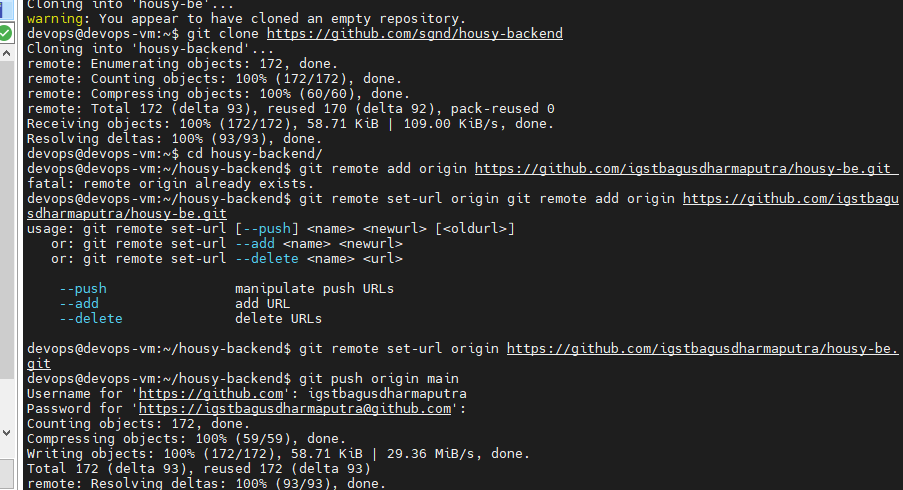 Cloning into 'housy-be'...
warning: You appear to have cloned an empty repository.
devops@devops-vm:~$ git clone https://github.com/sgnd/housy-backend
Cloning into 'housy-backend'...
remote: Enumerating objects: 172, done.
remote: Counting objects: 100% (172/172), done.
remote: Compressing objects: 100% (60/60), done.
remote: Total 172 (delta 93), reused 170 (delta 92), pack-reused 0
Receiving objects: 100% (172/172), 58.71 KiB | 109.00 KiB/s, done.
Resolving deltas: 100% (93/93), done.
devops@devops-vm:~$ cd housy-backend/
devops@devops-vm:~/housy-backend$ git remote add origin https://github.com/igstbagusdharmaputra/housy-be.git
fatal: remote origin already exists.
devops@devops-vm:~/housy-backend$ git remote set-url origin git remote add origin https://github.com/igstbagu
sdharmaputra/housy-be.git
usage: git remote set-url [--push] <name> <newurl> [<oldurl>]
   or: git remote set-url --add <name> <newurl>
   or: git remote set-url --delete <name> <url>
    --push                manipulate push URLs
    --add                 add URL
    --delete              delete URLs
devops@devops-vm:~/housy-backend$ git remote set-url origin https://github.com/igstbagusdharmaputra/housy-be.
git
devops@devops-vm:~/housy-backend$ git push origin main
Username for 'https://github.com': igstbagusdharmaputra
Password for 'https://igstbagusdharmaputra@github.com':
Counting objects: 172, done.
Compressing objects: 100% (59/59), done.
Writing objects: 100% (172/172), 58.71 KiB | 29.36 MiB/s, done.
Total 172 (delta 93), reused 172 (delta 93)
remote: Resolving deltas: 100% (93/93), done.